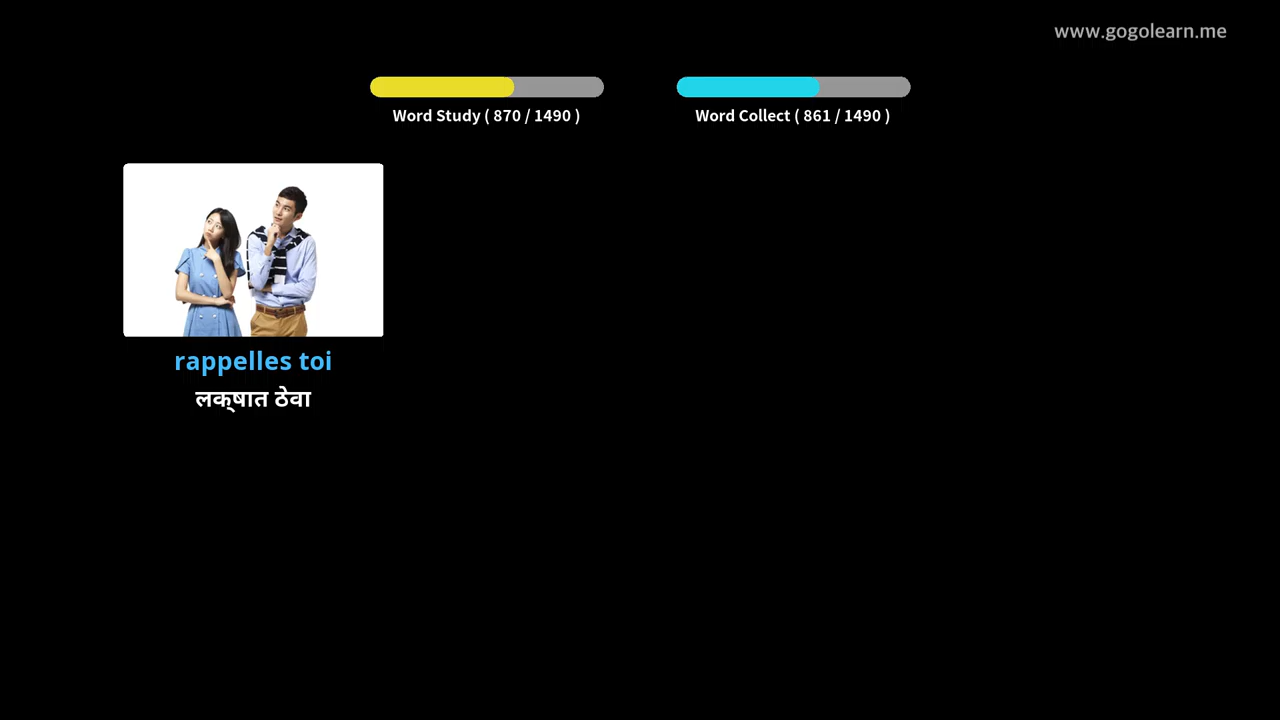 www.gogolearn.me
Word Study ( 870 / 1490 )
Word Collect ( 861 / 1490 )
rappelles toi
लक्षात ठेवा